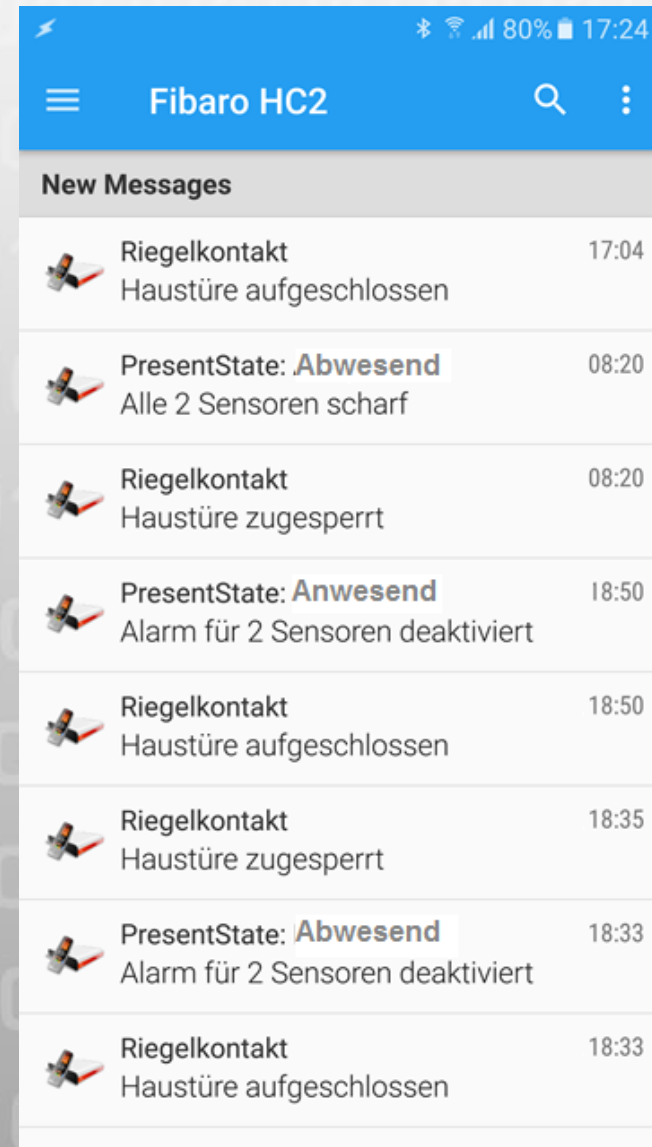 80% 17:24
Fibaro HC2
New Messages
Riegelkontakt 17:04
Haustüre aufgeschlossen
PresentState: Abwesend 08:20
Alle 2 Sensoren scharf
Riegelkontakt 08:20
Haustüre zugesperrt
PresentState: Anwesend 18:50
Alarm für 2 Sensoren deaktiviert
Riegelkontakt 18:50
Haustüre aufgeschlossen
Riegelkontakt 18:35
Haustüre zugesperrt
PresentState: Abwesend 18:33
Alarm für 2 Sensoren deaktiviert
Riegelkontakt 18:33
Haustüre aufgeschlossen